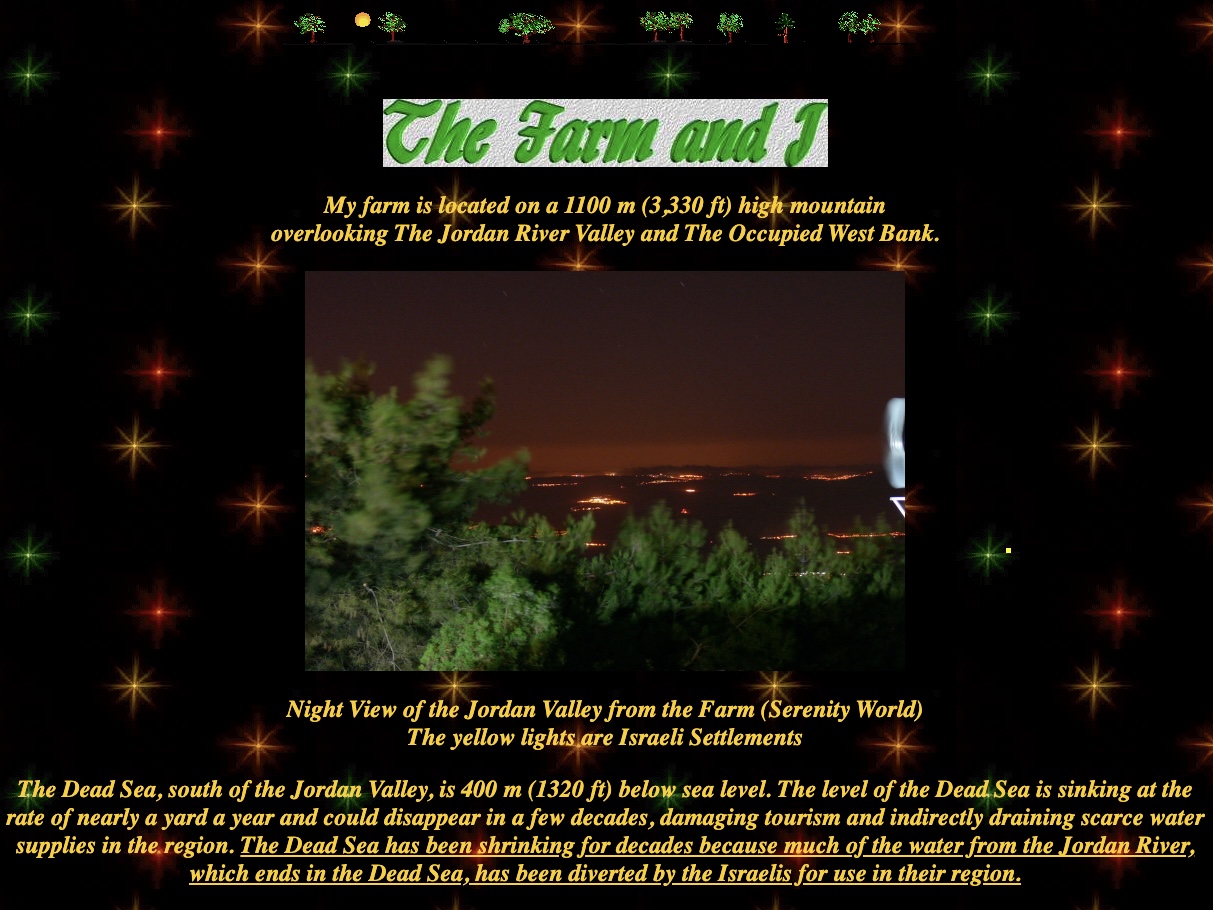 The Farm and I
My farm is located on a 1100 m (3,330 ft) high mountain
overlooking The Jordan River Valley and The Occupied West Bank.
Night View of the Jordan Valley from the Farm (Serenity World)
The yellow lights are Israeli Settlements
The Dead Sea, south of the Jordan Valley, is 400 m (1320 ft) below sea level. The level of the Dead Sea is sinking at the
rate of nearly a yard a year and could disappear in a few decades, damaging tourism and indirectly draining scarce water
supplies in the region. The Dead Sea has been shrinking for decades because much of the water from the Jordan River,
which ends in the Dead Sea, has been diverted by the Israelis for use in their region.